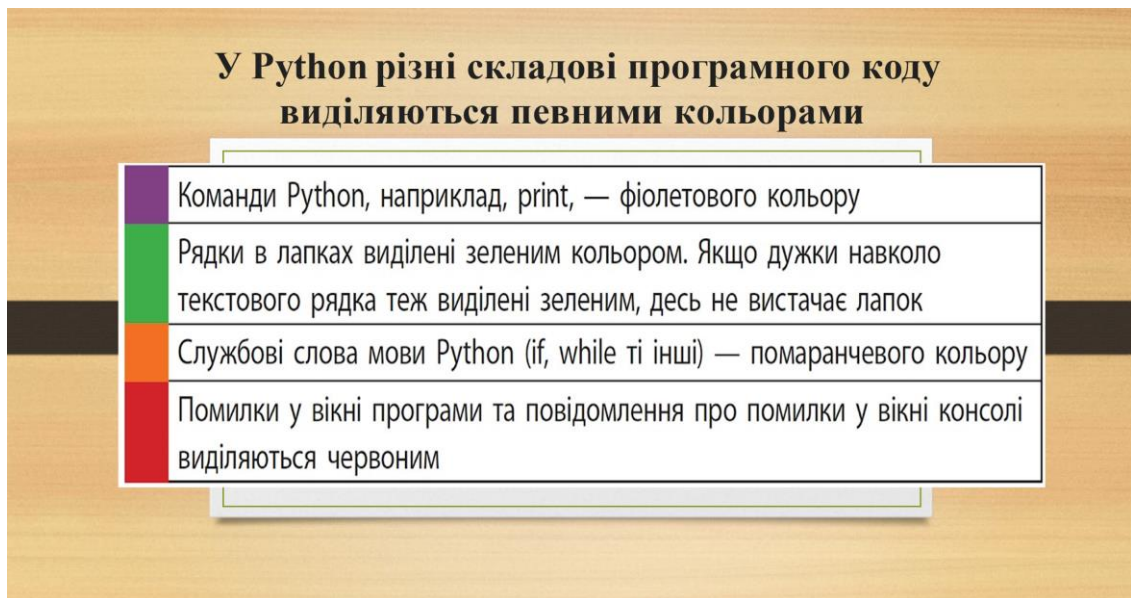 У Python різні складові програмного коду
виділяються певними кольорами
Команди Python, наприклад, print, — фіолетового кольору
Рядки в лапках виділені зеленим кольором. Якщо дужки навколо
текстового рядка теж виділені зеленим, десь не вистачає лапок
Службові слова мови Python (if, while ті інші) — помаранчевого кольору
Помилки у вікні програми та повідомлення про помилки у вікні консолі
виділяються червоним